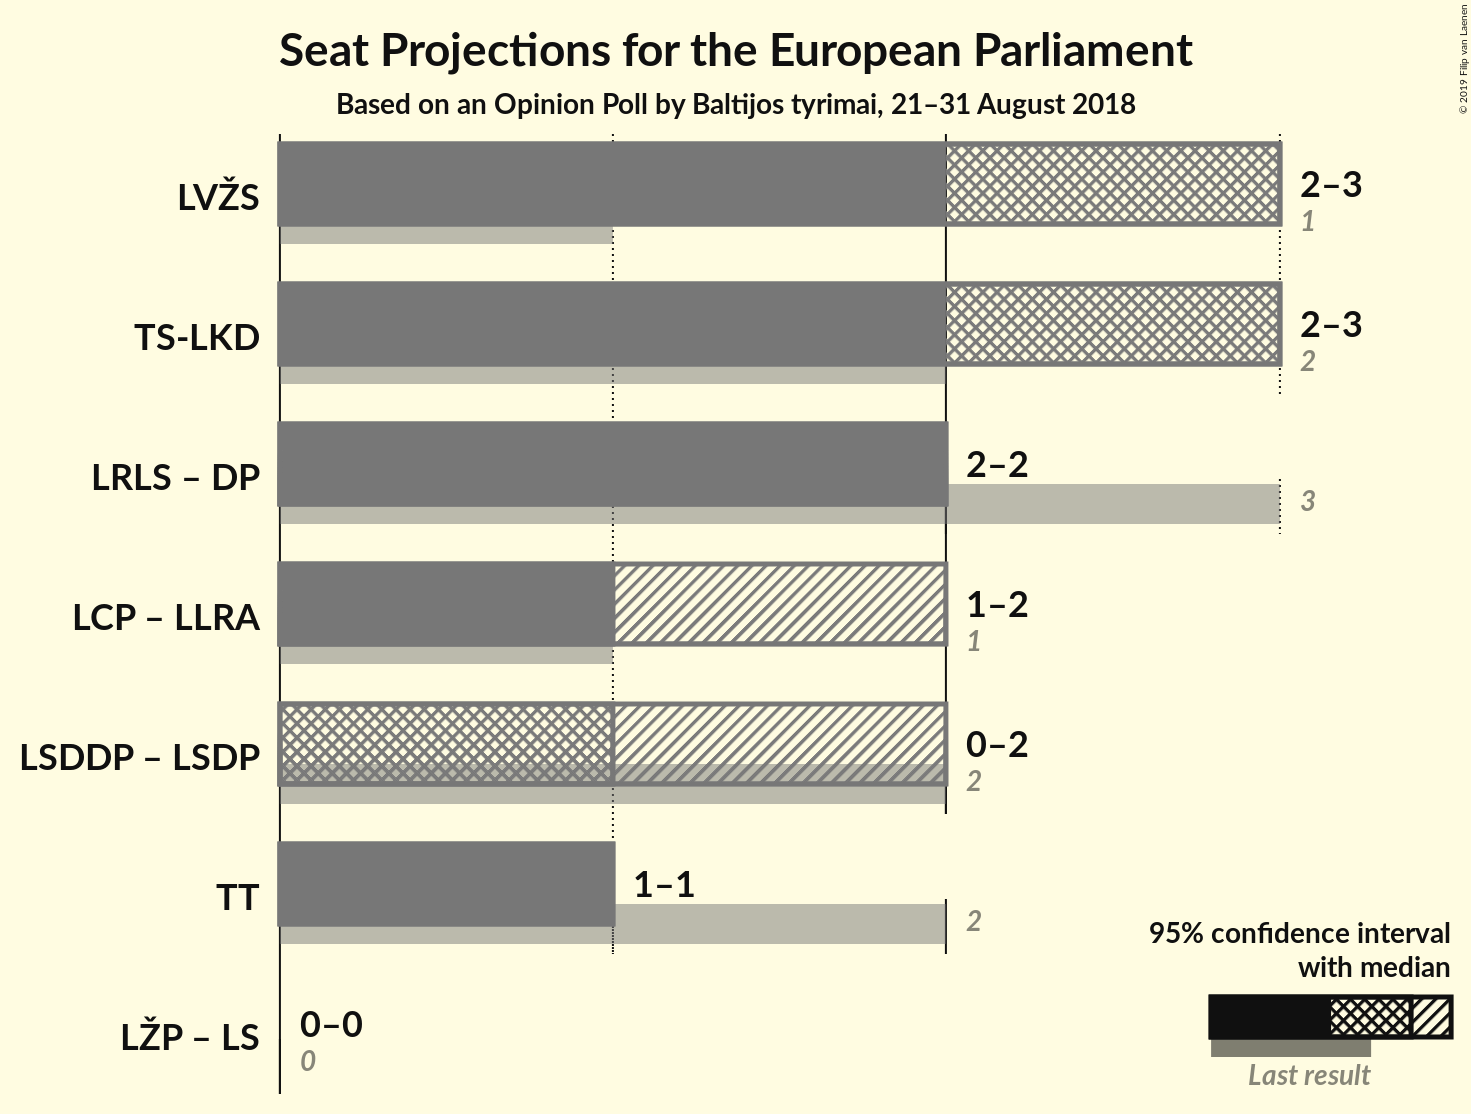 Seat Projections for the European Parliament
Based on an Opinion Poll by Baltijos tyrimai, 21–31 August 2018
© 2019 Filip van Laenen
LVŽS
2–3
1
TS-LKD
2–3
2
LRLS – DP
2–2
3
LCP – LLRA
1–2
1
LSDDP – LSDP
0–2
2
TT
1–1
2
LŽP – LS
0–0
0
95% confidence interval
with median
Last result